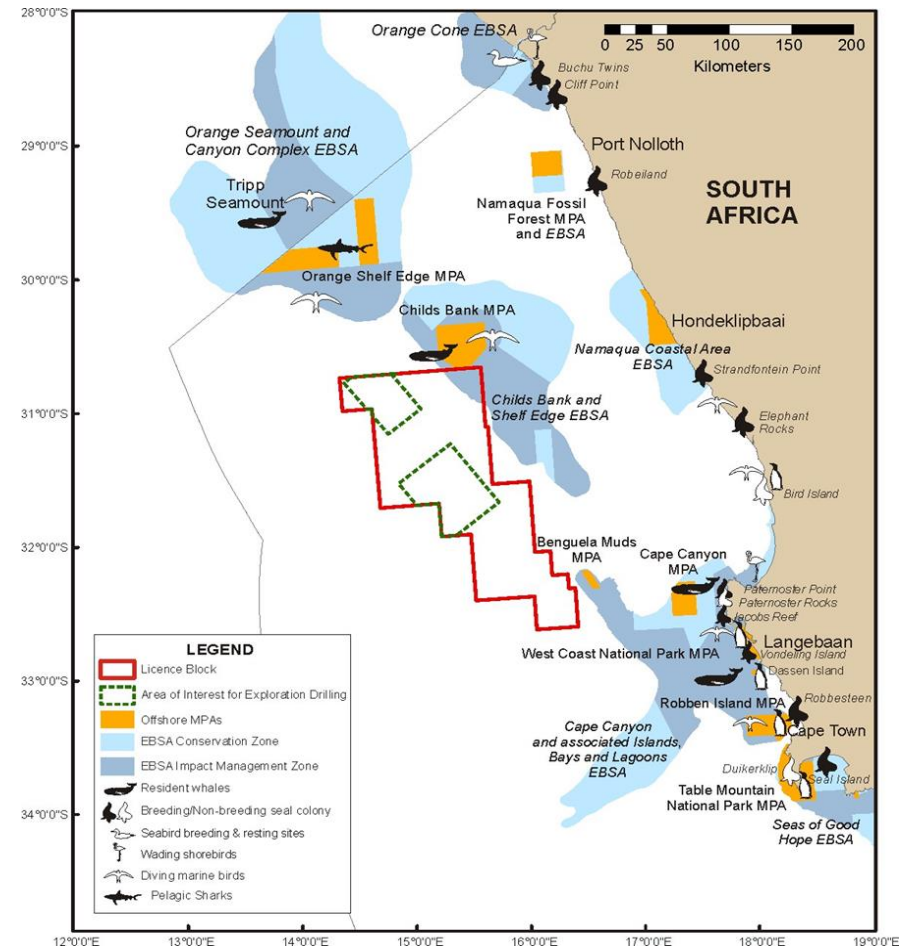 28°0'0"S
29°0'0"S
30°0'0"S
31°0'0"S
32°0'0"S
33°0'0"S
34°0'0"S
12°0'0"E
13°0'0"E
14°0'0"E
15°0'0"E
16°0'0"E
17°0'0"E
18°0'0"E
19°0'0"E
0 25 50 100 150 200
Kilometers
Orange Cone EBSA
Buchu Twins
Cliff Point
Orange Seamount and
Canyon Complex EBSA
Port Nolloth
Robeiland
Tripp
Seamount
SOUTH
AFRICA
Namaqua Fossil
Forest MPA
and EBSA
Orange Shelf Edge MPA
Childs Bank MPA
Hondeklipbaai
Namaqua Coastal Area
EBSA
Strandfontein Point
Childs Bank and
Shelf Edge EBSA
Elephant
Rocks
Bird Island
Benguela Muds
MPA
Cape Canyon
MPA
Paternoster Point
Paternoster Rocks
Jacobs Reef
Langebaan
West Coast National Park MPA
Vondeling Island
Dassen Island
Robben Island MPA
Robbesteen
Cape Town
Cape Canyon
and associated Islands,
Bays and Lagoons
EBSA
Duikerklip
Seal Island
Table Mountain
National Park MPA
Seas of Good
Hope EBSA
LEGEND
Licence Block
Area of Interest for Exploration Drilling
Offshore MPAs
EBSA Conservation Zone
EBSA Impact Management Zone
Resident whales
Breeding/Non-breeding seal colony
Seabird breeding & resting sites
Wading shorebirds
Diving marine birds
Pelagic Sharks